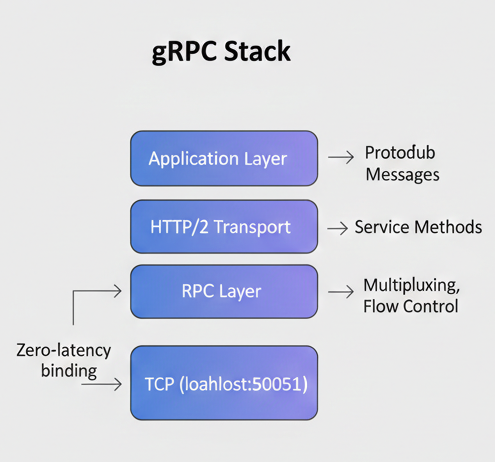 gRPC Stack
Application Layer
Protodub
Messages
HTTP/2 Transport
Service Methods
RPC Layer
Multipluxing,
Flow Control
Zero-latency
binding
TCP (loahlost:50051)